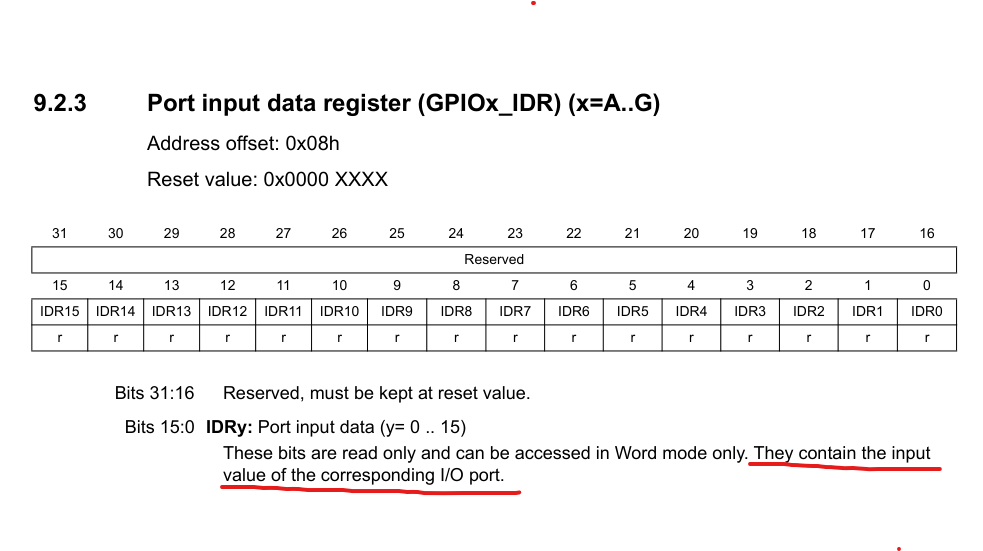 9.2.3 Port input data register (GPIOx_IDR) (x=A..G)
Address offset: 0x08h
Reset value: 0x0000 XXXX
31 30 29 28 27 26 25 24 23 22 21 20 19 18 17 16
Reserved
15 14 13 12 11 10 9 8 7 6 5 4 3 2 1 0
IDR15 IDR14 IDR13 IDR12 IDR11 IDR10 IDR9 IDR8 IDR7 IDR6 IDR5 IDR4 IDR3 IDR2 IDR1 IDR0
r r r r r r r r r r r r r r r r
Bits 31:16 Reserved, must be kept at reset value.
Bits 15:0 IDRy: Port input data (y= 0 .. 15)
These bits are read only and can be accessed in Word mode only. They contain the input
value of the corresponding I/O port.